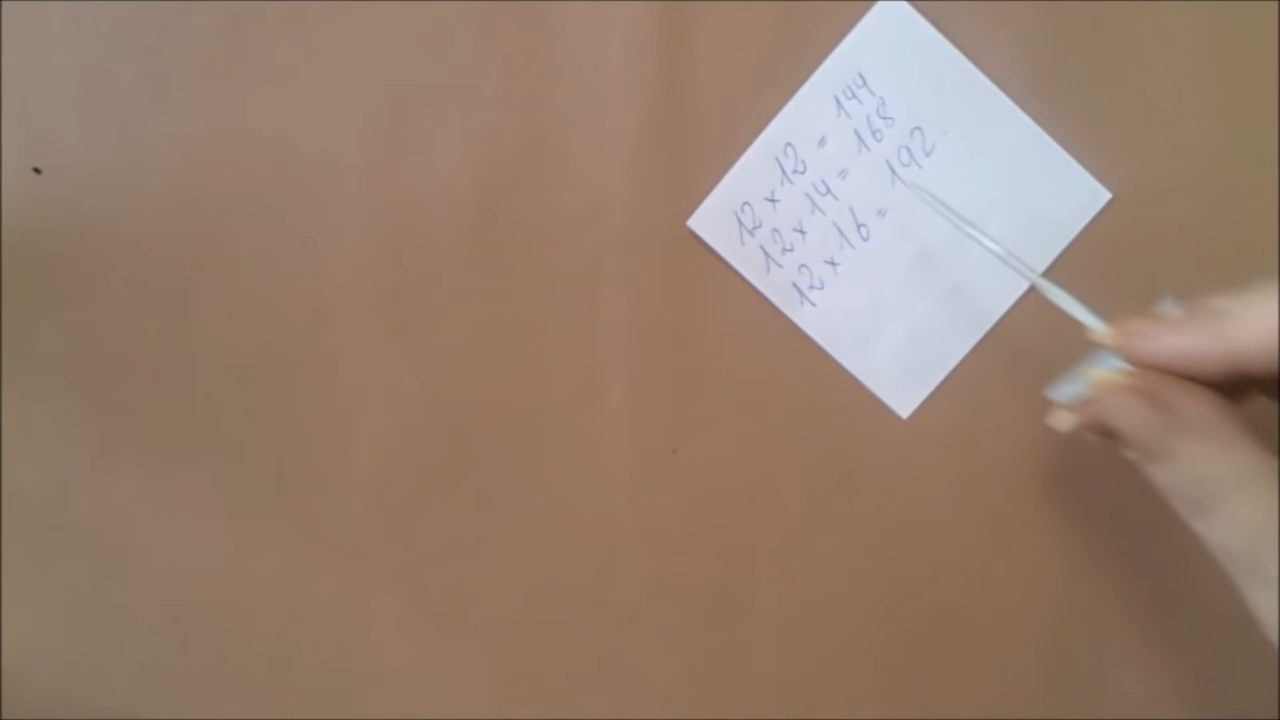 12 x 12 = 144
12 x 14 = 168
12 x 16 = 192